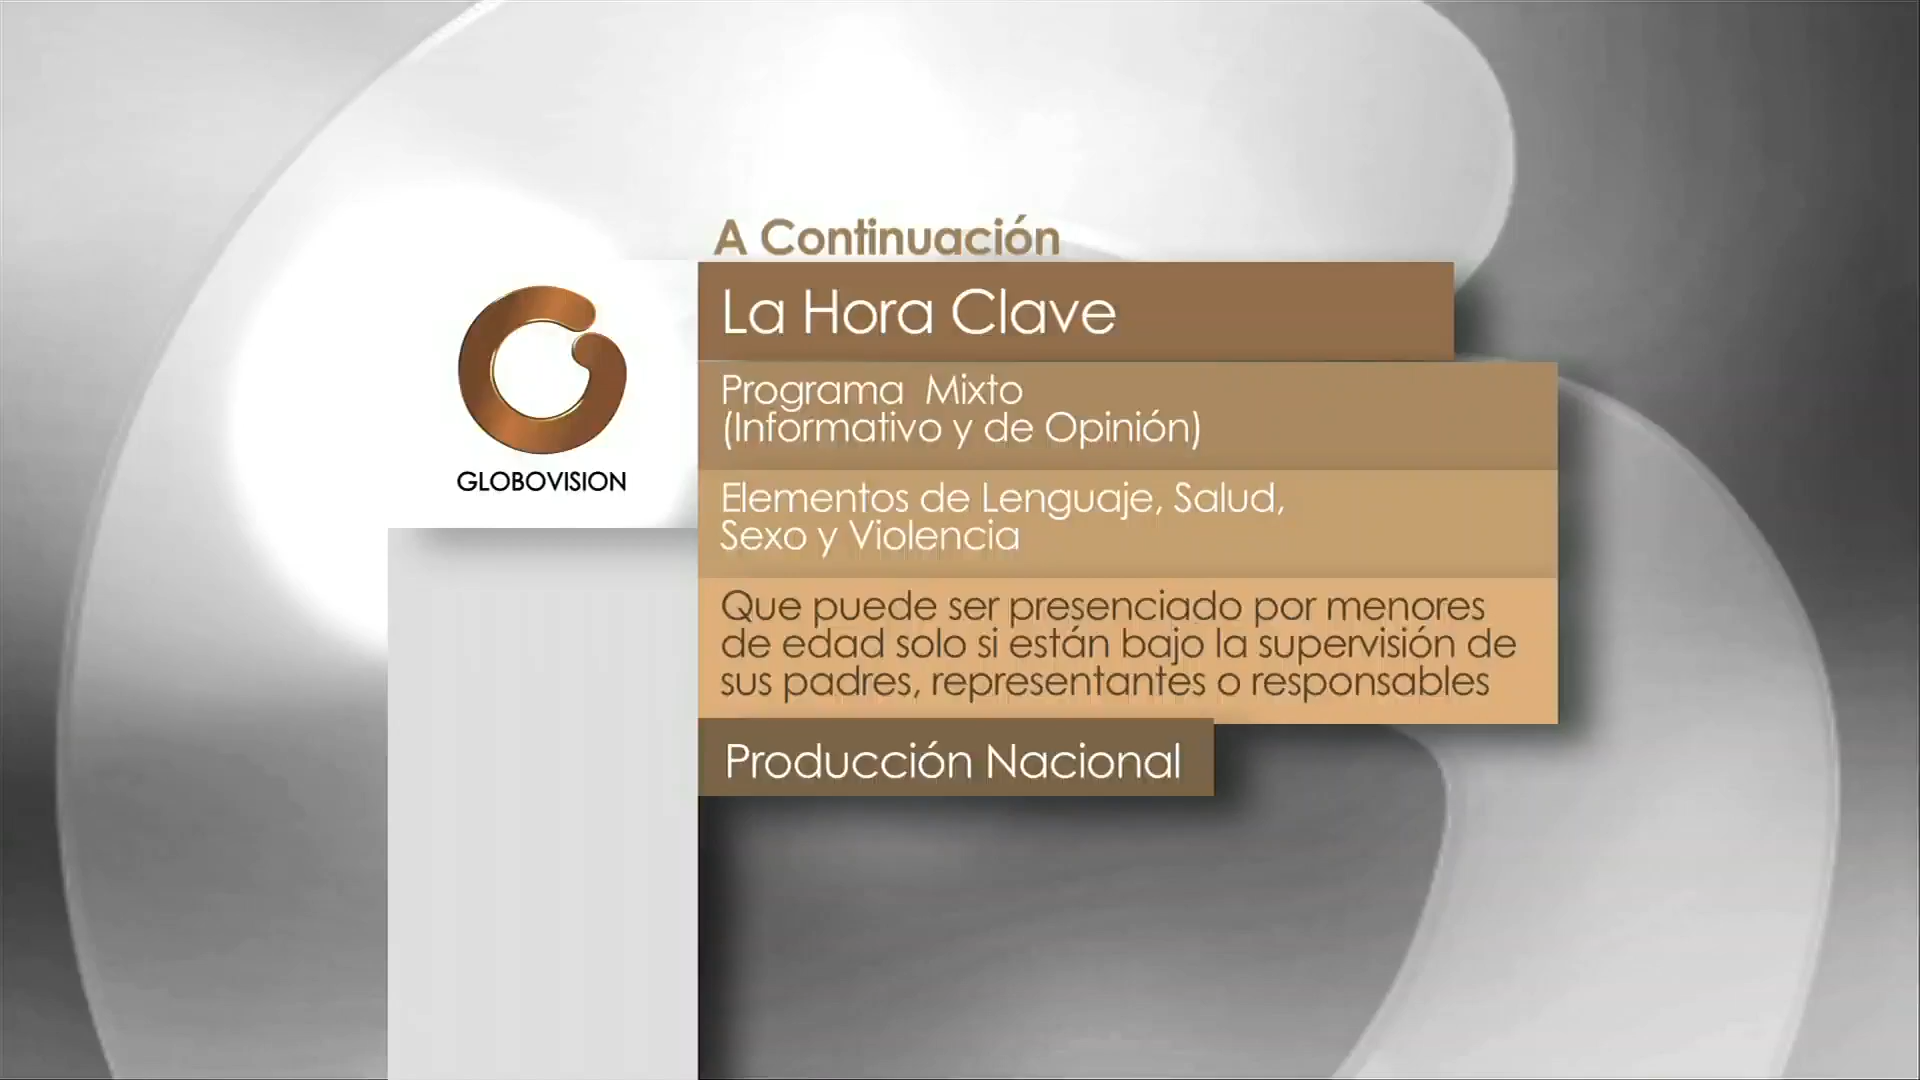 A Continuación
La Hora Clave
GLOBOVISION
Programa Mixto
(Informativo y de Opinión)
Elementos de Lenguaje, Salud,
Sexo y Violencia
Que puede ser presenciado por menores
de edad solo si están bajo la supervisión de
sus padres, representantes o responsables
Producción Nacional